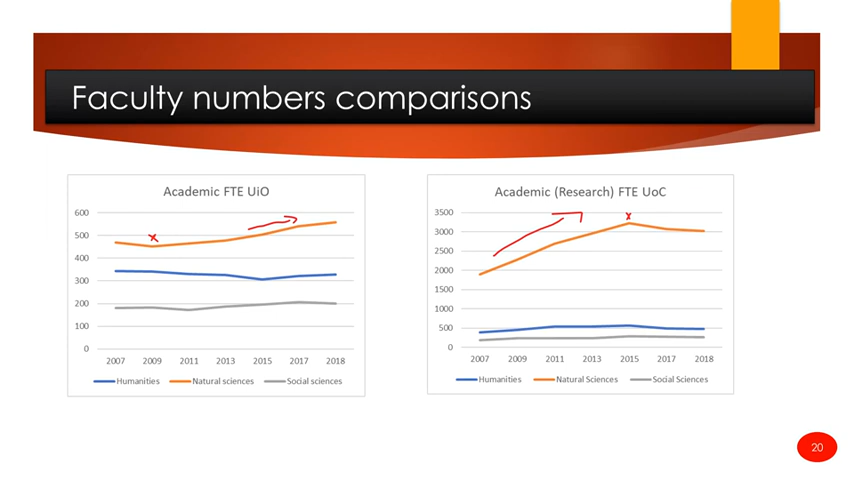 Faculty numbers comparisons
Academic FTE UiO
600
500
400
300
200
100
0
2007 2009 2011 2013 2015 2017 2018
Humanities Natural sciences Social sciences
Academic (Research) FTE UoC
3500
3000
2500
2000
1500
1000
500
0
2007 2009 2011 2013 2015 2017 2018
Humanities Natural Sciences Social Sciences
20